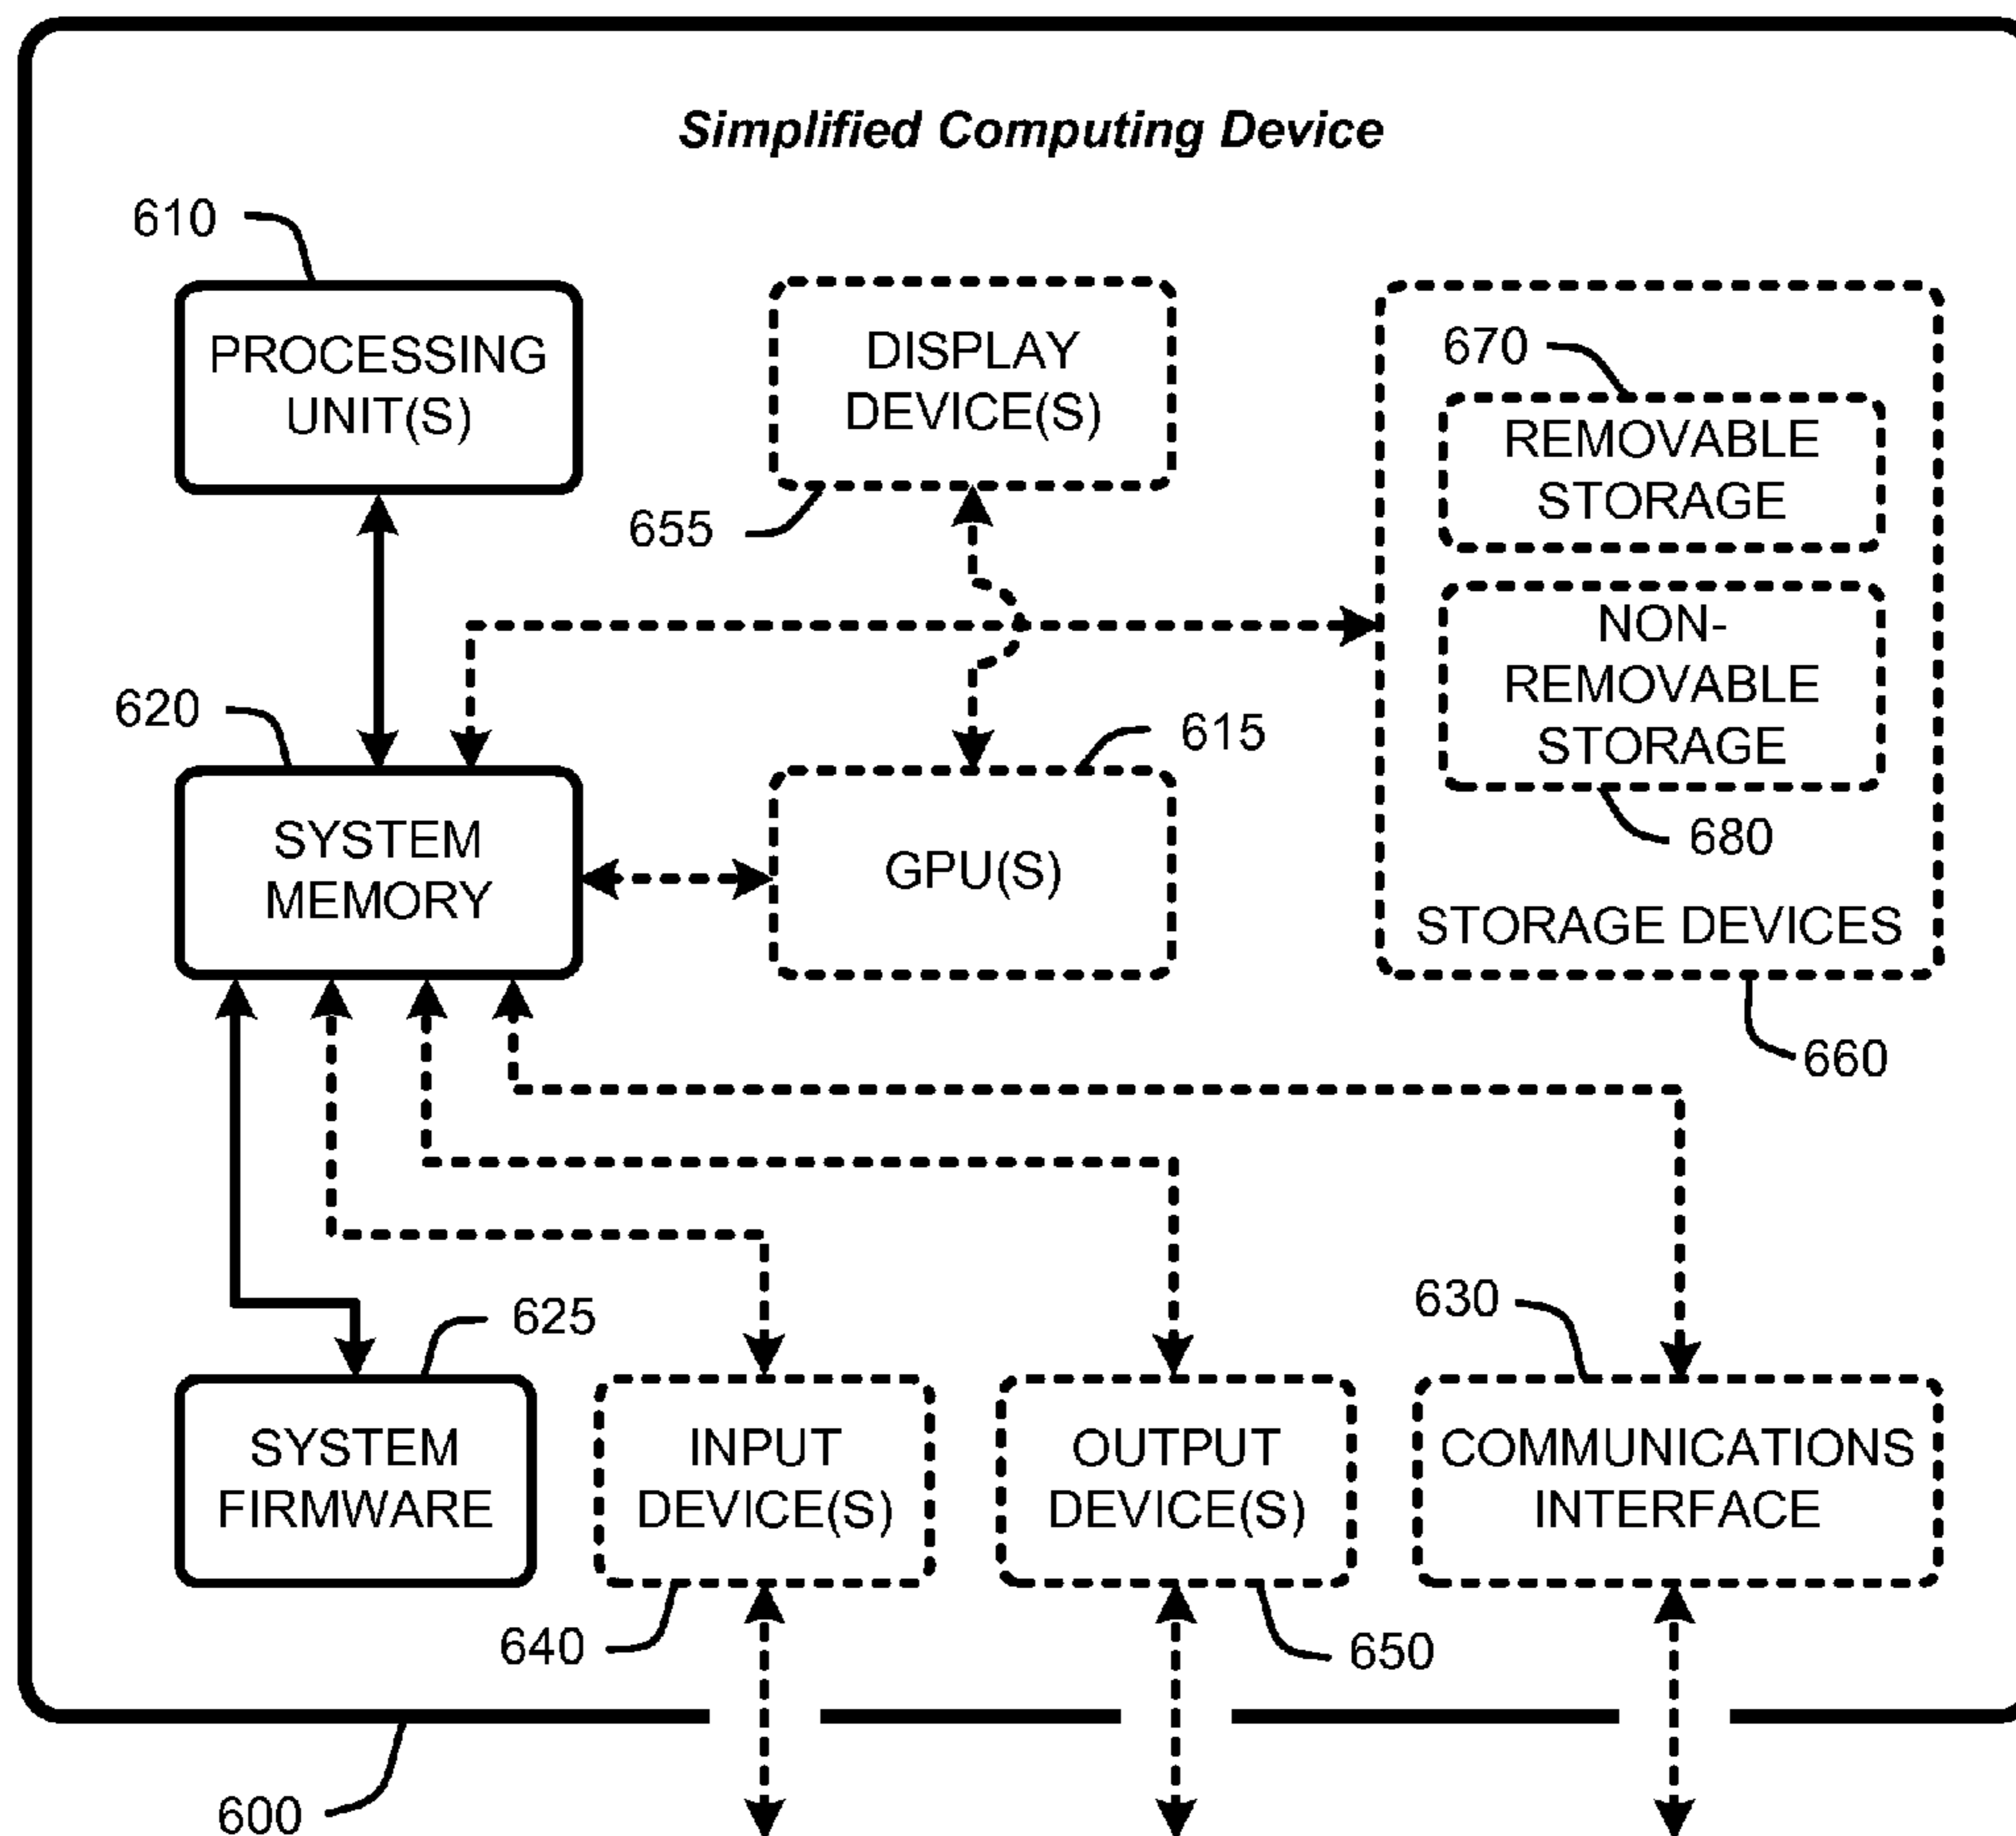 Simplified Computing Device
610
PROCESSING
UNIT(S)
DISPLAY
DEVICE(S)
655
670
REMOVABLE
STORAGE
NON-
REMOVABLE
STORAGE
680
STORAGE DEVICES
660
620
SYSTEM
MEMORY
615
GPU(S)
625
SYSTEM
FIRMWARE
INPUT
DEVICE(S)
640
OUTPUT
DEVICE(S)
650
630
COMMUNICATIONS
INTERFACE
600